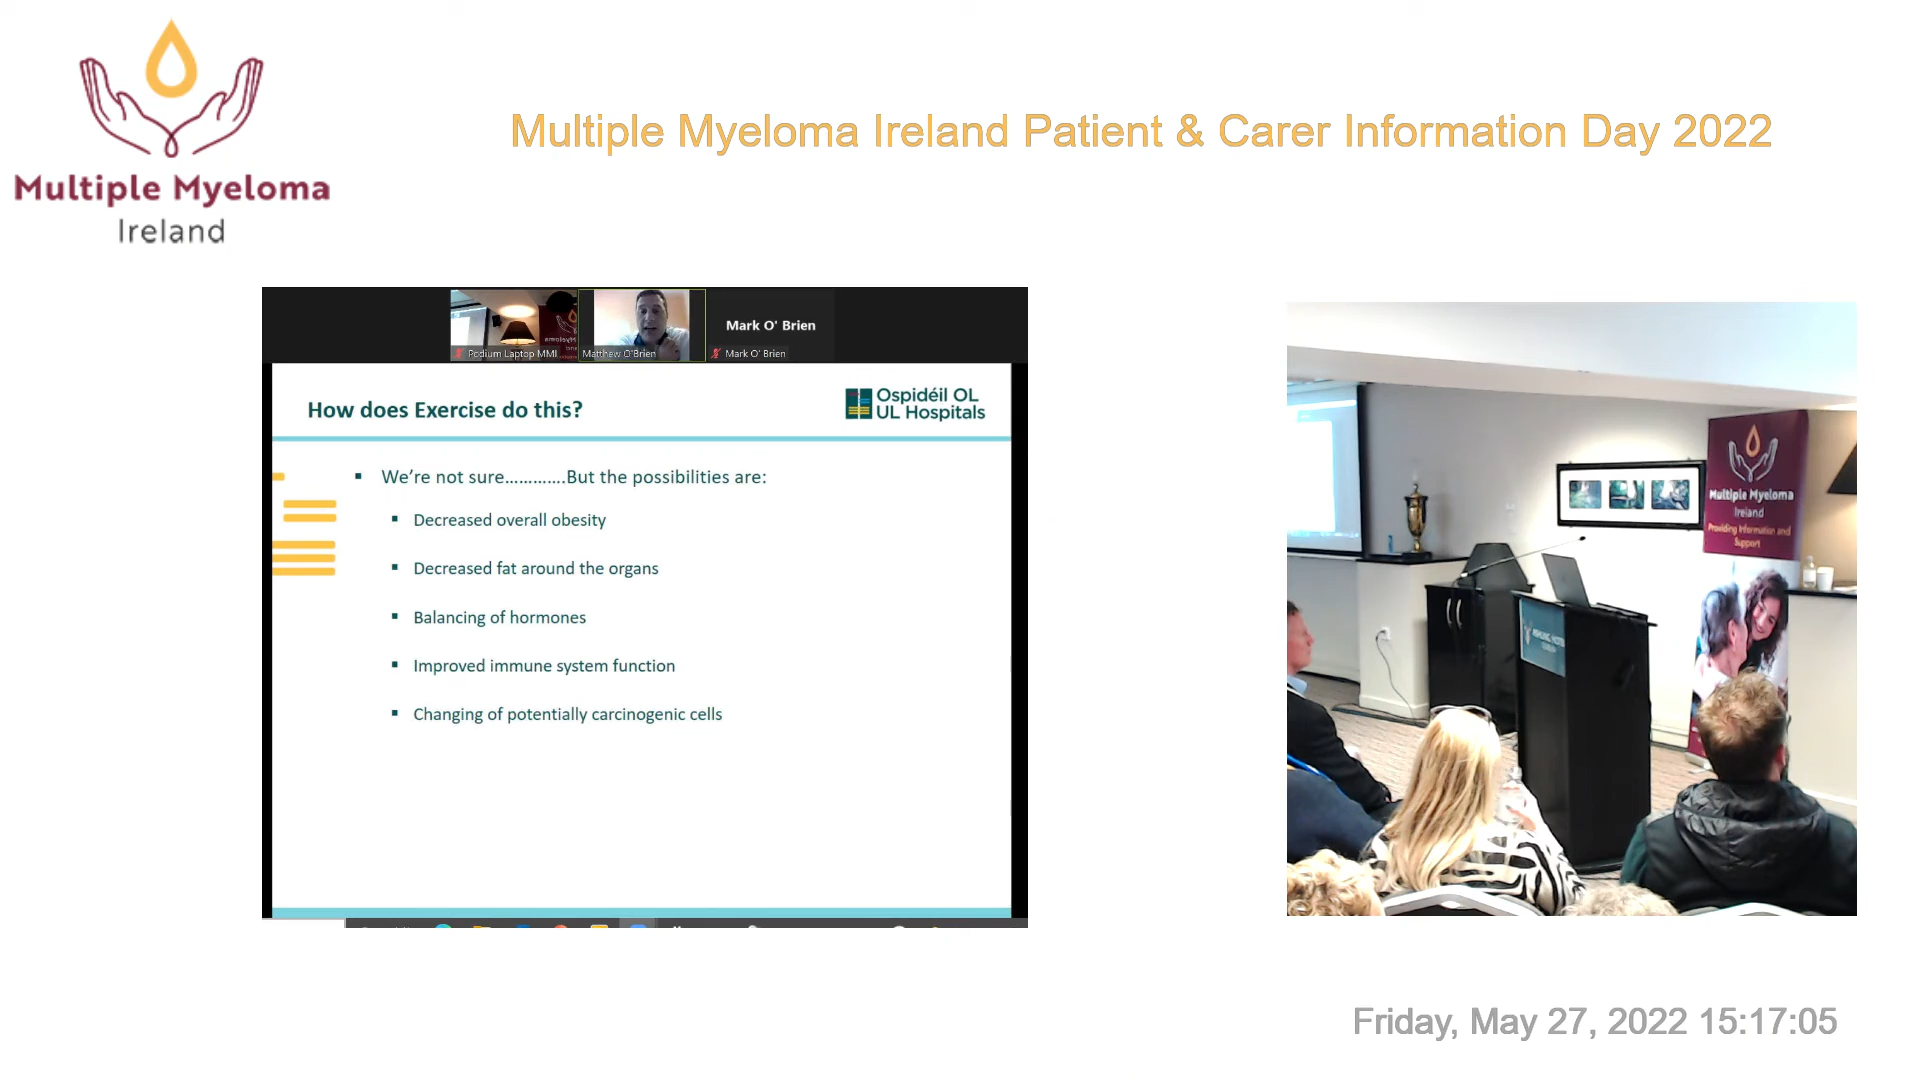 Multiple Myeloma
Ireland
Multiple Myeloma Ireland Patient & Carer Information Day 2022
Mark O' Brien
Podium Laptop MMI
Matthew O'Brien
Mark O' Brien
How does Exercise do this?
Ospidéil OL
UL Hospitals
▪ We're not sure............But the possibilities are:
▪ Decreased overall obesity
▪ Decreased fat around the organs
▪ Balancing of hormones
▪ Improved immune system function
▪ Changing of potentially carcinogenic cells
Multiple Myeloma
Ireland
Providing Information and
Support
Friday, May 27, 2022 15:17:05